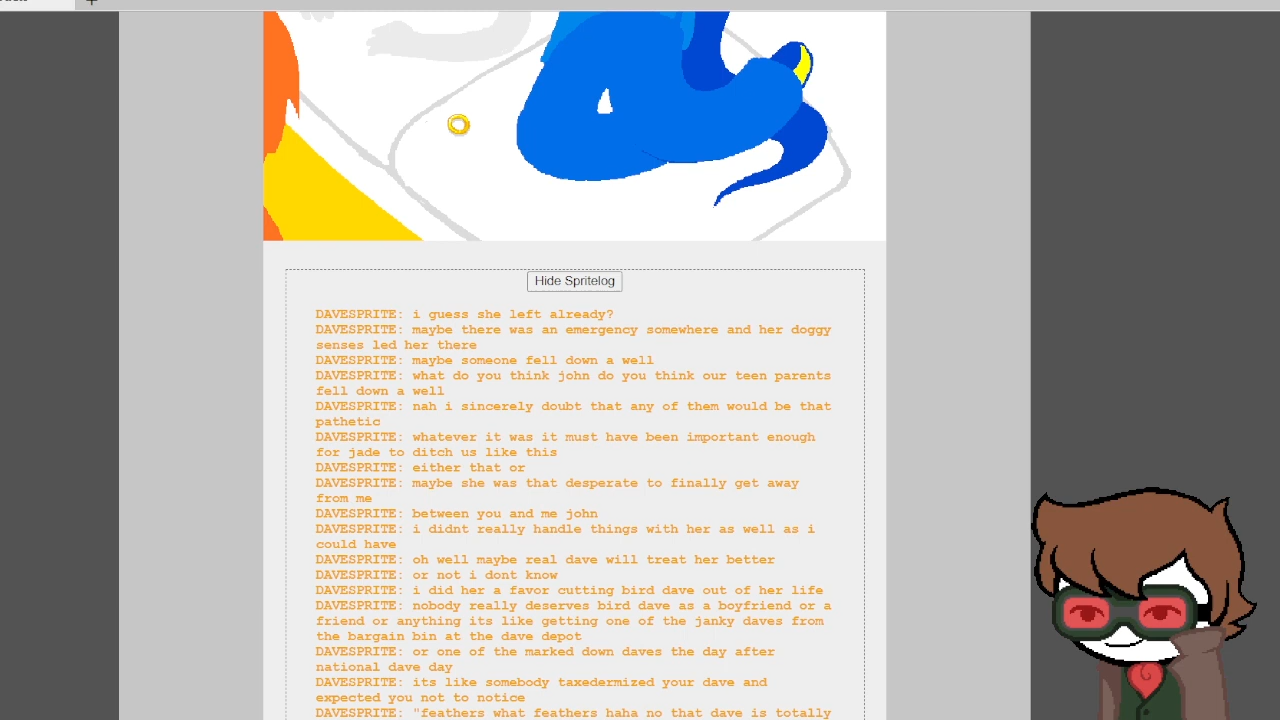 Hide Spritelog
DAVESPRITE: i guess she left already?
DAVESPRITE: maybe there was an emergency somewhere and her doggy
senses led her there
DAVESPRITE: maybe someone fell down a well
DAVESPRITE: what do you think john do you think our teen parents
fell down a well
DAVESPRITE: nah i sincerely doubt that any of them would be that
pathetic
DAVESPRITE: whatever it was it must have been important enough
for jade to ditch us like this
DAVESPRITE: either that or
DAVESPRITE: maybe she was that desperate to finally get away
from me
DAVESPRITE: between you and me john
DAVESPRITE: i didnt really handle things with her as well as i
could have
DAVESPRITE: oh well maybe real dave will treat her better
DAVESPRITE: or not i dont know
DAVESPRITE: i did her a favor cutting bird dave out of her life
DAVESPRITE: nobody really deserves bird dave as a boyfriend or a
friend or anything its like getting one of the janky daves from
the bargain bin at the dave depot
DAVESPRITE: or one of the marked down daves the day after
national dave day
DAVESPRITE: its like somebody taxedermized your dave and
expected you not to notice
DAVESPRITE: "feathers what feathers haha no that dave is totally